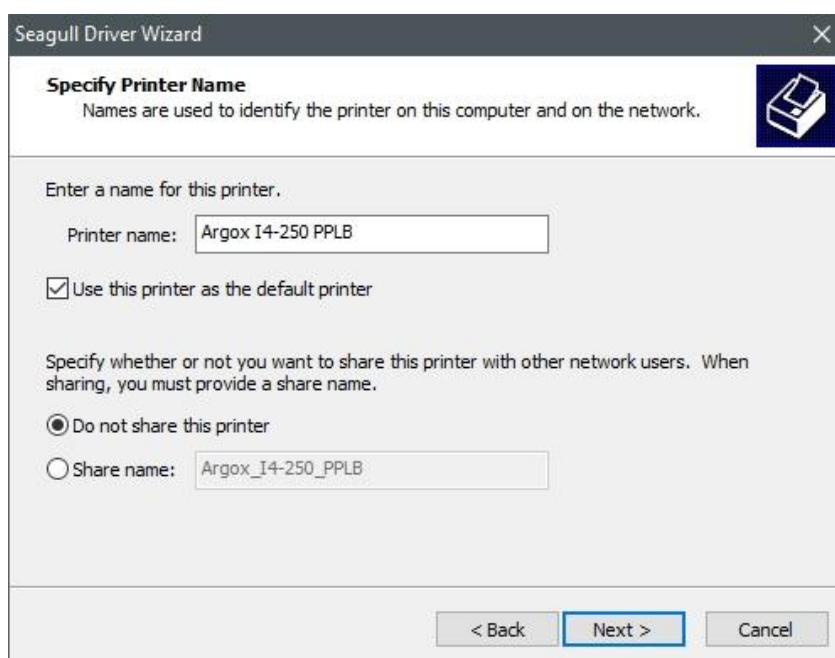 Seagull Driver Wizard
Specify Printer Name
Names are used to identify the printer on this computer and on the network.
Enter a name for this printer.
Printer name: Argox I4-250 PPLB
Use this printer as the default printer
Specify whether or not you want to share this printer with other network users.  When
sharing, you must provide a share name.
Do not share this printer
Share name: Argox_I4-250_PPLB
< Back Next > Cancel